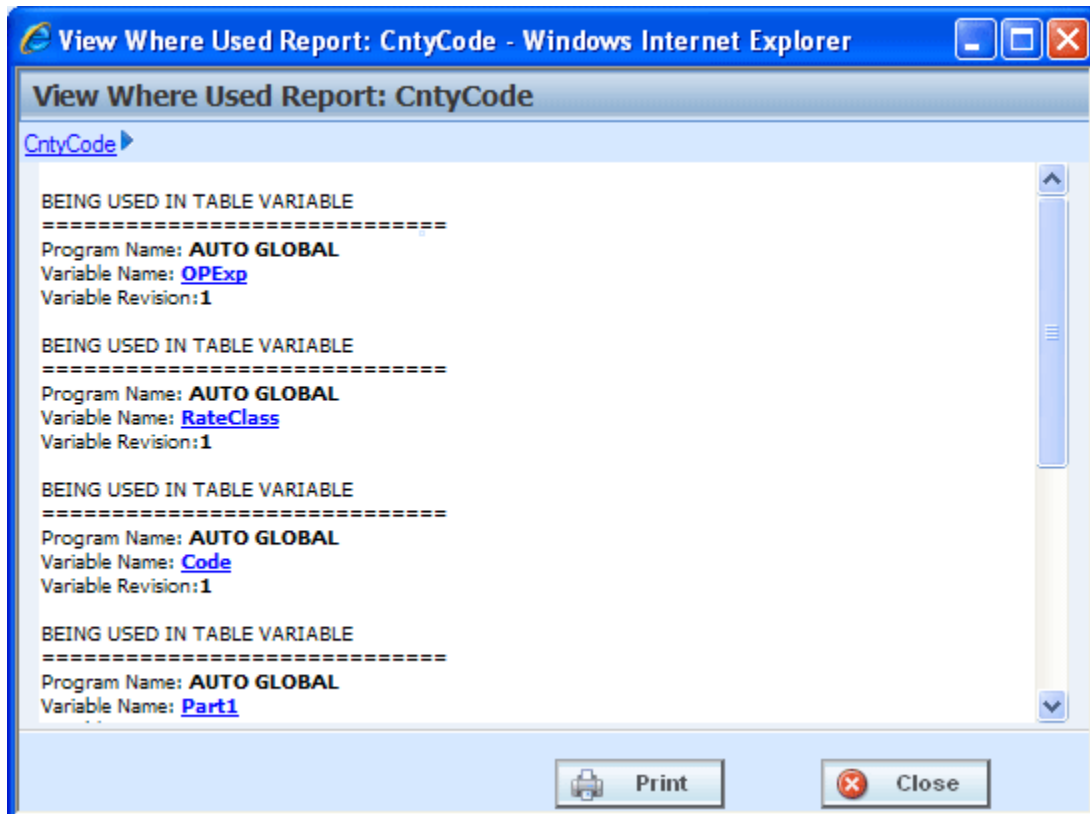 View Where Used Report: CntyCode - Windows Internet Explorer
View Where Used Report: CntyCode
CntyCode
BEING USED IN TABLE VARIABLE
=============================
Program Name: AUTO GLOBAL
Variable Name: OPExp
Variable Revision:1
BEING USED IN TABLE VARIABLE
=============================
Program Name: AUTO GLOBAL
Variable Name: RateClass
Variable Revision:1
BEING USED IN TABLE VARIABLE
=============================
Program Name: AUTO GLOBAL
Variable Name: Code
Variable Revision:1
BEING USED IN TABLE VARIABLE
=============================
Program Name: AUTO GLOBAL
Variable Name: Part1
Print Close